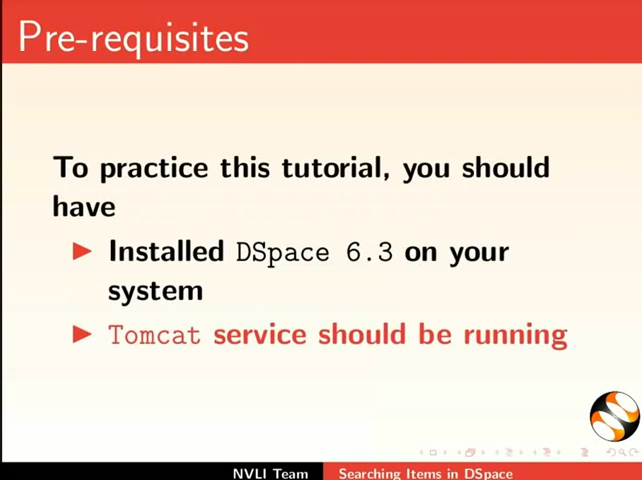 Pre-requisites
To practice this tutorial, you should
have
Installed DSpace 6.3 on your
system
Tomcat service should be running
NVLI Team Searching Items in DSpace